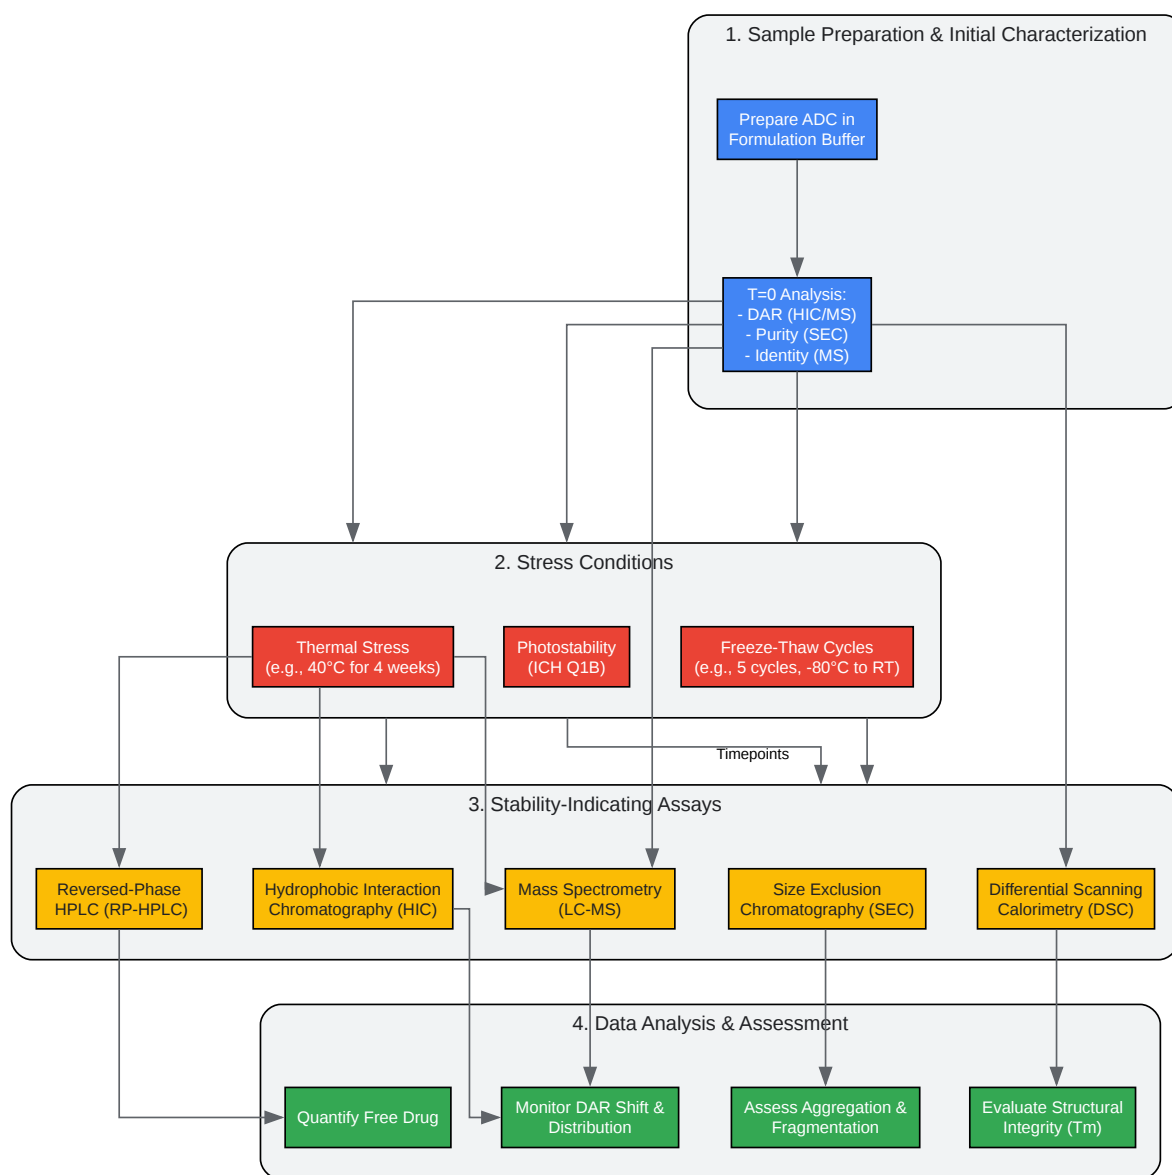 1. Sample Preparation & Initial Characterization
Prepare ADC in
Formulation Buffer
T=0 Analysis:
- DAR (HIC/MS)
- Purity (SEC)
- Identity (MS)
2. Stress Conditions
Thermal Stress
(e.g., 40°C for 4 weeks)
Photostability
(ICH Q1B)
Freeze-Thaw Cycles
(e.g., 5 cycles, -80°C to RT)
Timepoints
3. Stability-Indicating Assays
Reversed-Phase
HPLC (RP-HPLC)
Hydrophobic Interaction
Chromatography (HIC)
Mass Spectrometry
(LC-MS)
Size Exclusion
Chromatography (SEC)
Differential Scanning
Calorimetry (DSC)
4. Data Analysis & Assessment
Quantify Free Drug
Monitor DAR Shift &
Distribution
Assess Aggregation &
Fragmentation
Evaluate Structural
Integrity (Tm)